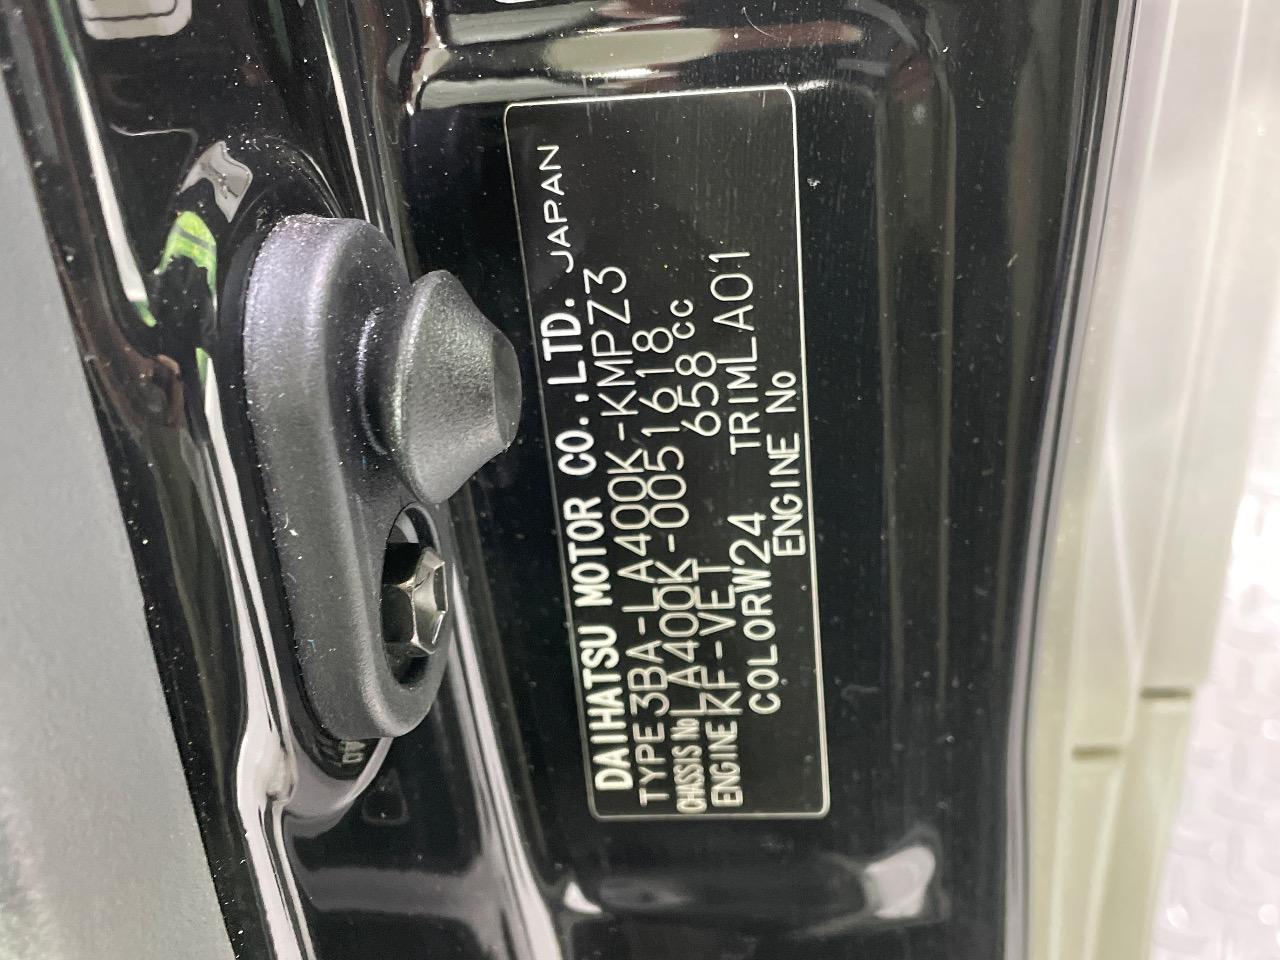 DAIHATSU MOTOR CO.,LTD. JAPAN
TYPE 3BA-LA400K-KMPZ3
CHASSIS No LA400K-0051618
ENGINE KF-VET 658cc
COLOR W24 TRIM LA01
ENGINE No